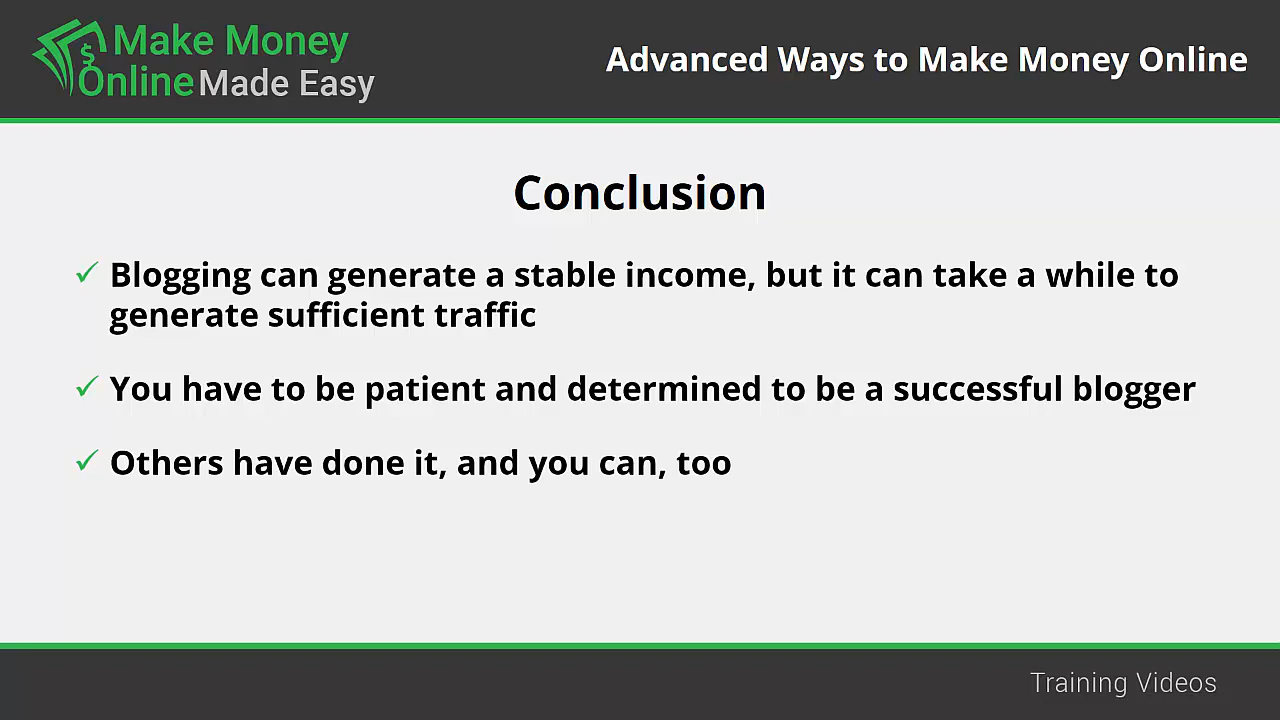 Make Money
Online Made Easy
Advanced Ways to Make Money Online
Conclusion
✓ Blogging can generate a stable income, but it can take a while to
generate sufficient traffic
✓ You have to be patient and determined to be a successful blogger
✓ Others have done it, and you can, too
Training Videos